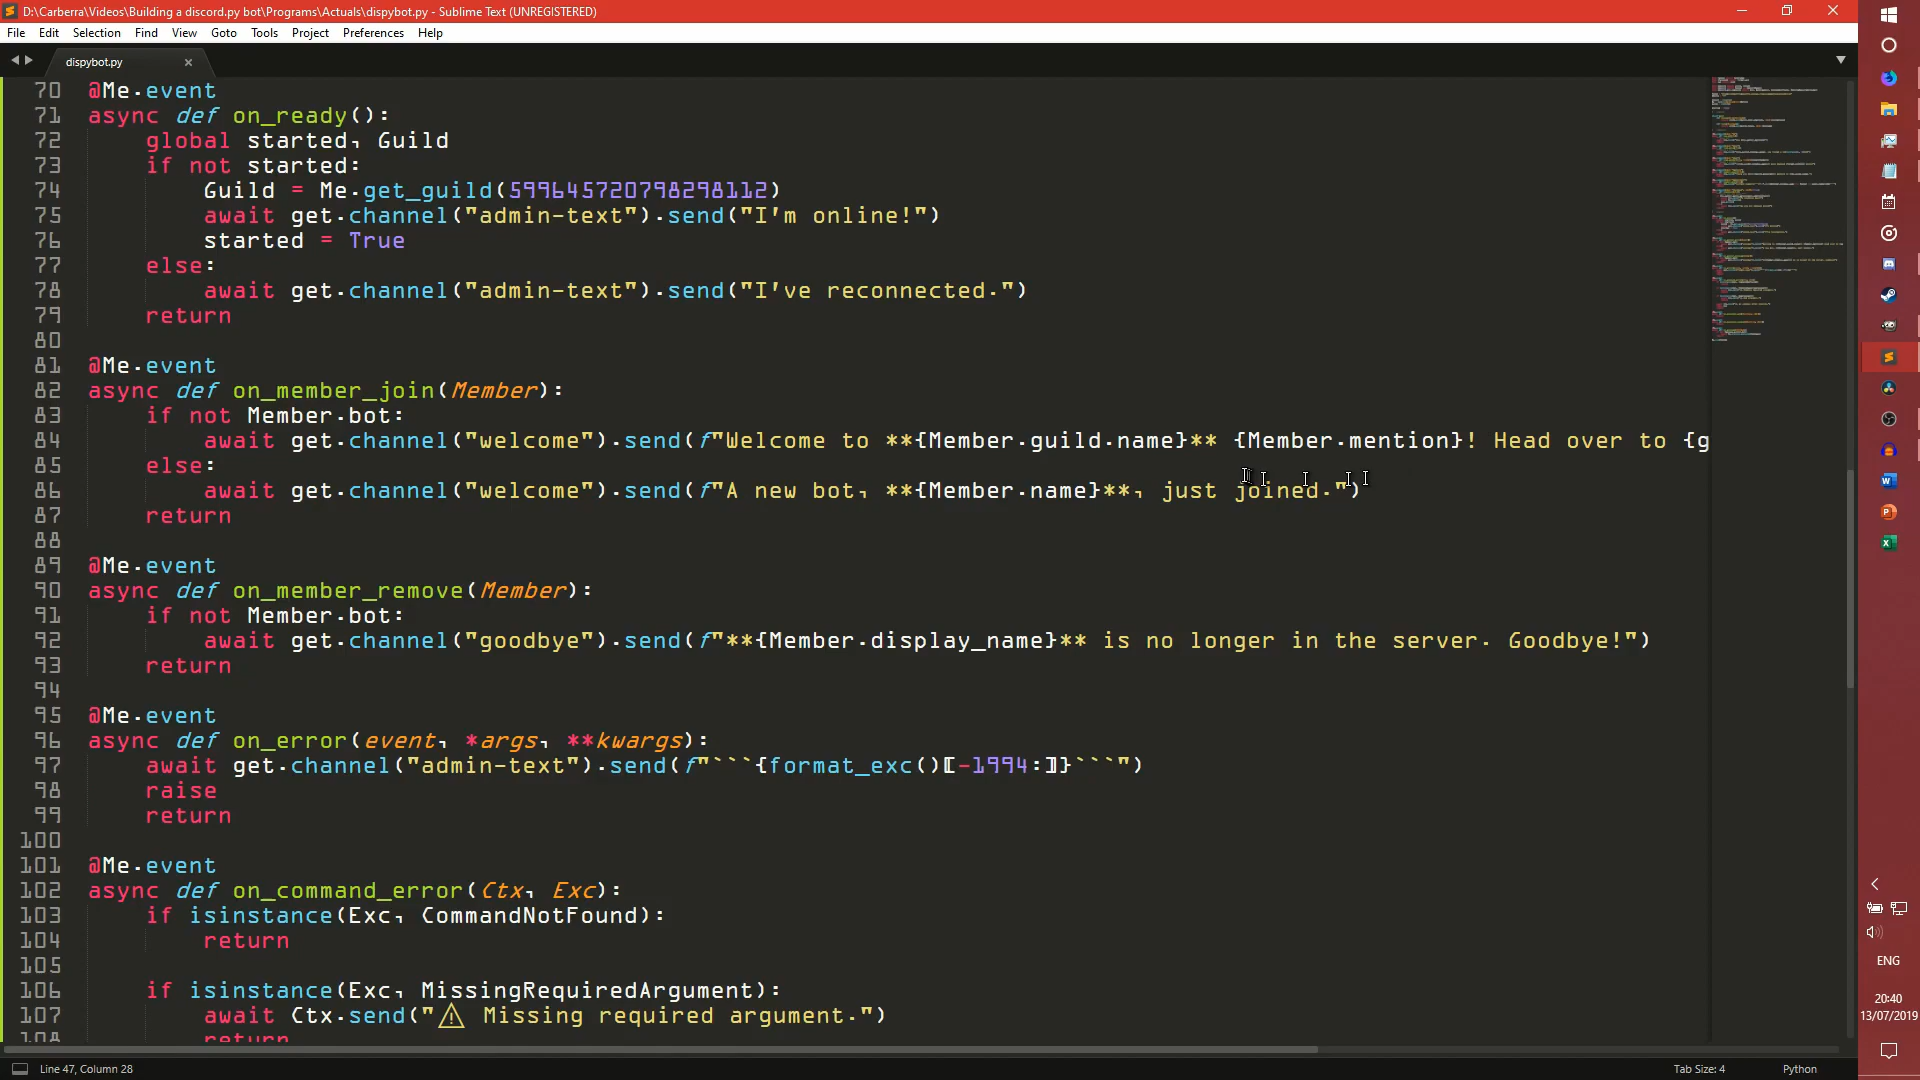 D:\Carberra\Videos\Building a discord.py bot\Programs\Actuals\dispybot.py - Sublime Text (UNREGISTERED)
File Edit Selection Find View Goto Tools Project Preferences Help
dispybot.py
70 @Me.event
71 async def on_ready():
72 global started, Guild
73 if not started:
74 Guild = Me.get_guild(599645720798298112)
75 await get.channel("admin-text").send("I'm online!")
76 started = True
77 else:
78 await get.channel("admin-text").send("I've reconnected.")
79 return
80
81 @Me.event
82 async def on_member_join(Member):
83 if not Member.bot:
84 await get.channel("welcome").send(f"Welcome to **{Member.guild.name}** {Member.mention}! Head over to {g
85 else:
86 await get.channel("welcome").send(f"A new bot, **{Member.name}**, just joined.")
87 return
88
89 @Me.event
90 async def on_member_remove(Member):
91 if not Member.bot:
92 await get.channel("goodbye").send(f"**{Member.display_name}** is no longer in the server. Goodbye!")
93 return
94
95 @Me.event
96 async def on_error(event, *args, **kwargs):
97 await get.channel("admin-text").send(f"```{format_exc()[-1994:]}```")
98 raise
99 return
100
101 @Me.event
102 async def on_command_error(Ctx, Exc):
103 if isinstance(Exc, CommandNotFound):
104 return
105
106 if isinstance(Exc, MissingRequiredArgument):
107 await Ctx.send("⚠ Missing required argument.")
108 return
Line 47, Column 28
Tab Size: 4
Python
ENG
20:40
13/07/2019